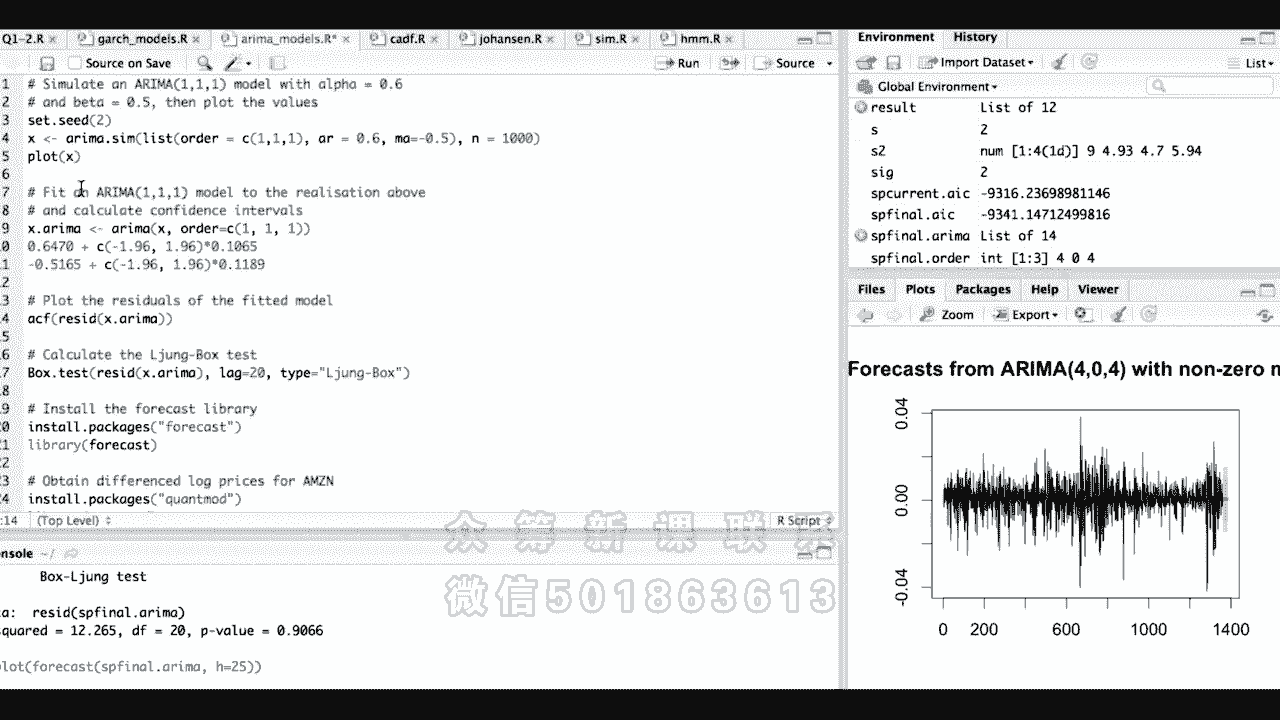 Q1-2.R garch_models.R arima_models.R* cadf.R johansen.R sim.R hmm.R
Source on Save Run Source
1 # Simulate an ARIMA(1,1,1) model with alpha = 0.6
2 # and beta = 0.5, then plot the values
3 set.seed(2)
4 x <- arima.sim(list(order = c(1,1,1), ar = 0.6, ma=-0.5), n = 1000)
5 plot(x)
6
7 # Fit an ARIMA(1,1,1) model to the realisation above
8 # and calculate confidence intervals
9 x.arima <- arima(x, order=c(1, 1, 1))
0 0.6470 + c(-1.96, 1.96)*0.1065
1 -0.5165 + c(-1.96, 1.96)*0.1189
2
3 # Plot the residuals of the fitted model
4 acf(resid(x.arima))
5
6 # Calculate the Ljung-Box test
7 Box.test(resid(x.arima), lag=20, type="Ljung-Box")
8
9 # Install the forecast library
0 install.packages("forecast")
1 library(forecast)
2
3 # Obtain differenced log prices for AMZN
4 install.packages("quantmod")
:14 (Top Level) R Script
onsole ~/
Box-Ljung test
a: resid(spfinal.arima)
squared = 12.265, df = 20, p-value = 0.9066
lot(forecast(spfinal.arima, h=25))
Environment History
Import Dataset List
Global Environment
result List of 12
s 2
s2 num [1:4(1d)] 9 4.93 4.7 5.94
sig 2
spcurrent.aic -9316.23698981146
spfinal.aic -9341.14712499816
spfinal.arima List of 14
spfinal.order int [1:3] 4 0 4
Files Plots Packages Help Viewer
Zoom Export
Forecasts from ARIMA(4,0,4) with non-zero m
0.04
0.00
-0.04
0 200 600 1000 1400
众筹新课联系
微信501863613